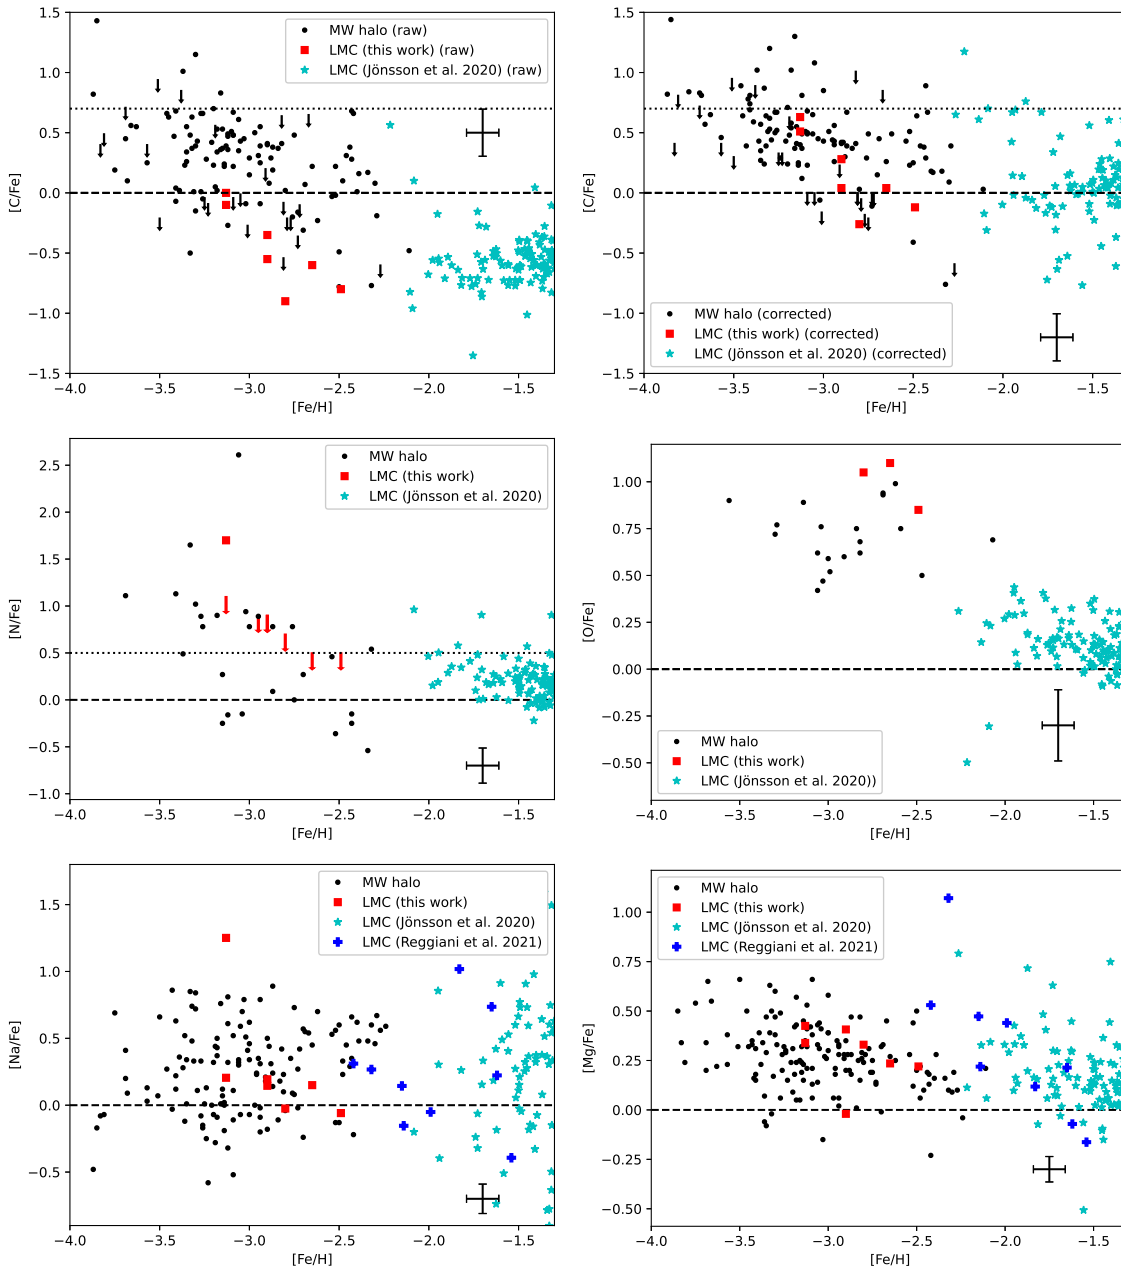 1.5
1.0
0.5
0.0
−0.5
−1.0
−1.5
[C/Fe]
MW halo (raw)
LMC (this work) (raw)
LMC (Jönsson et al. 2020) (raw)
−4.0 −3.5 −3.0 −2.5 −2.0 −1.5
[Fe/H]
1.5
1.0
0.5
0.0
−0.5
−1.0
−1.5
[C/Fe]
MW halo (corrected)
LMC (this work) (corrected)
LMC (Jönsson et al. 2020) (corrected)
−4.0 −3.5 −3.0 −2.5 −2.0 −1.5
[Fe/H]
2.5
2.0
1.5
1.0
0.5
0.0
−0.5
−1.0
[N/Fe]
MW halo
LMC (this work)
LMC (Jönsson et al. 2020)
−4.0 −3.5 −3.0 −2.5 −2.0 −1.5
[Fe/H]
1.00
0.75
0.50
0.25
0.00
−0.25
−0.50
[O/Fe]
MW halo
LMC (this work)
LMC (Jönsson et al. 2020))
−4.0 −3.5 −3.0 −2.5 −2.0 −1.5
[Fe/H]
1.5
1.0
0.5
0.0
−0.5
[Na/Fe]
MW halo
LMC (this work)
LMC (Jönsson et al. 2020)
LMC (Reggiani et al. 2021)
−4.0 −3.5 −3.0 −2.5 −2.0 −1.5
[Fe/H]
1.00
0.75
0.50
0.25
0.00
−0.25
−0.50
[Mg/Fe]
MW halo
LMC (this work)
LMC (Jönsson et al. 2020)
LMC (Reggiani et al. 2021)
−4.0 −3.5 −3.0 −2.5 −2.0 −1.5
[Fe/H]